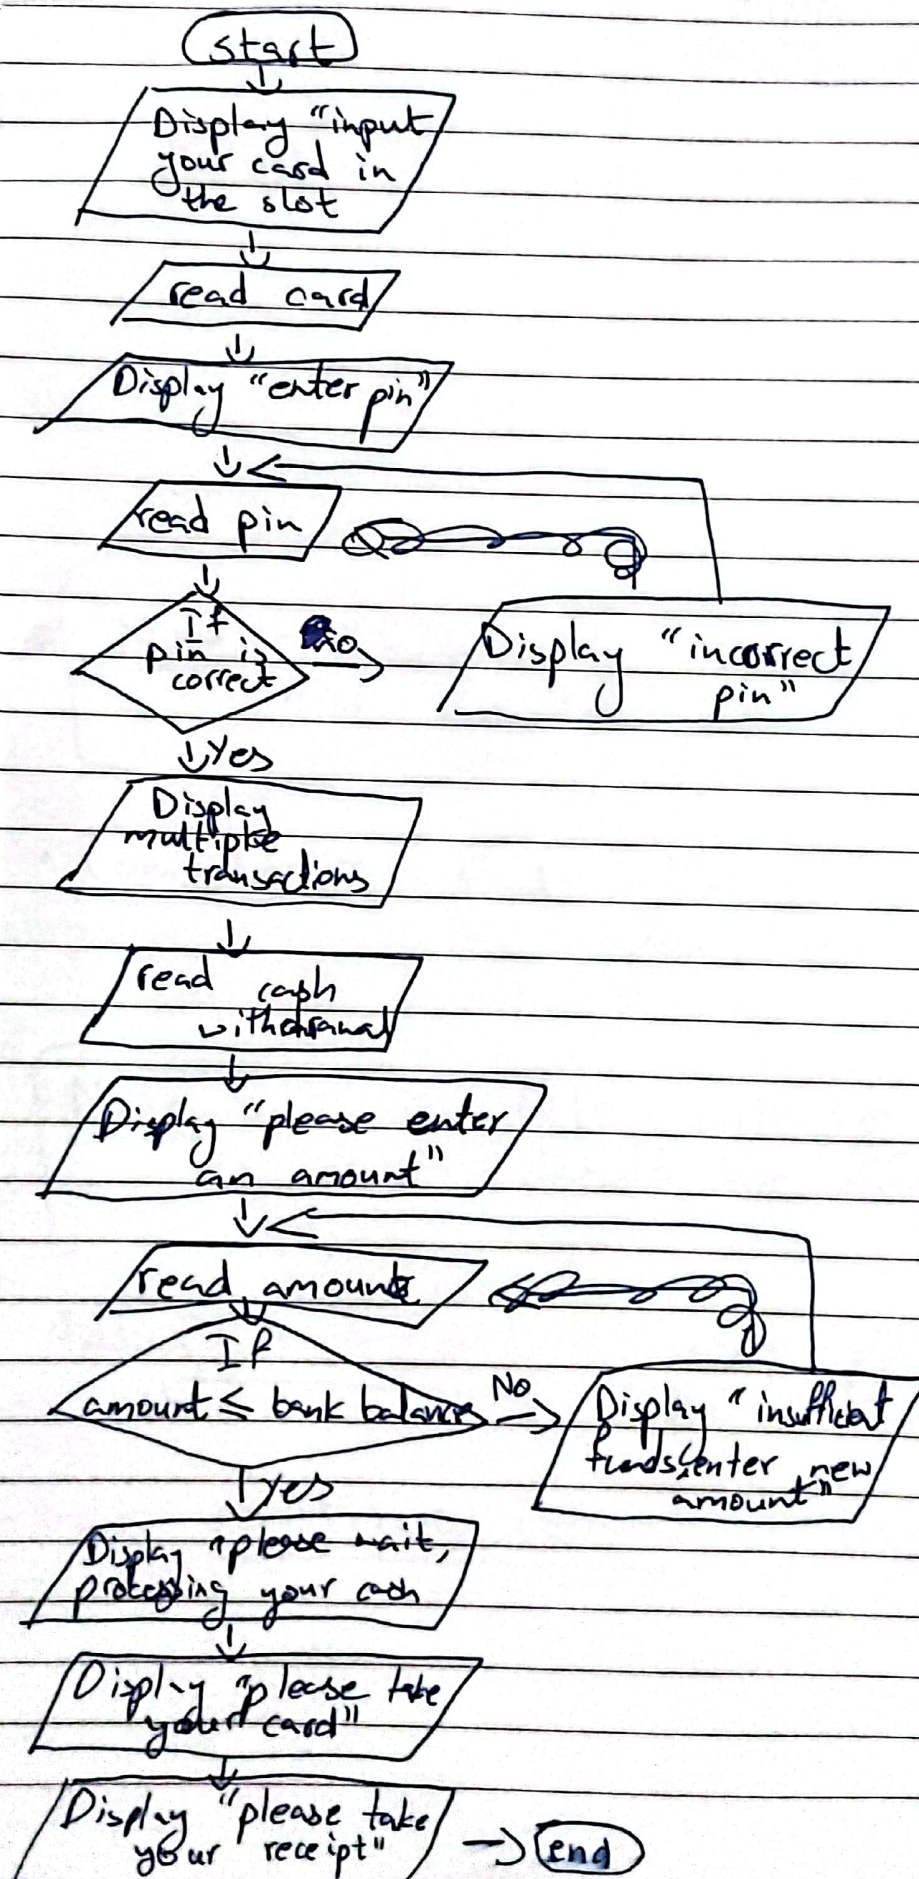 start
Display "input
your card in
the slot
read card
Display "enter pin"
read pin
If
pin is
correct
no
Display "incorrect
pin"
Yes
Display
multiple
transactions
read cash
withdrawal
Display "please enter
an amount"
read amount
If
amount ≤ bank balance
No
Display "insufficient
funds, enter new
amount"
Yes
Display "please wait,
processing your cash
Display "please take
your card"
Display "please take
your receipt"
end